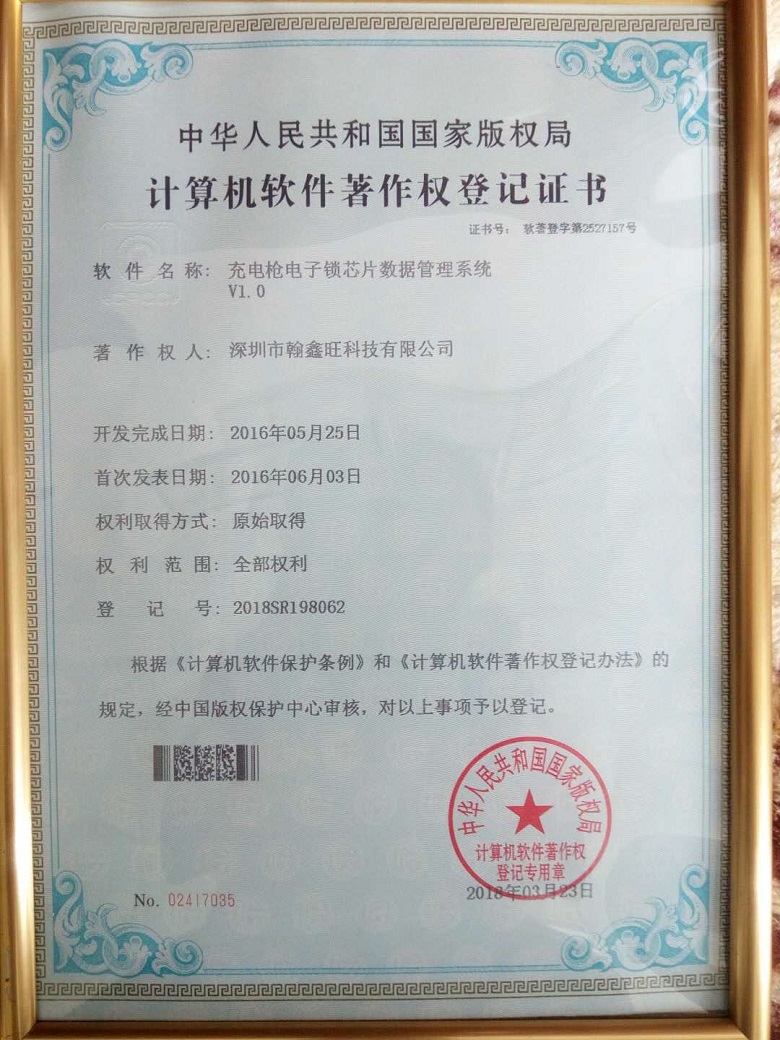 中华人民共和国国家版权局
计算机软件著作权登记证书
证书号： 软著登字第2527157号
软件名称： 充电枪电子锁芯片数据管理系统
V1.0
著作权人： 深圳市翰鑫旺科技有限公司
开发完成日期： 2016年05月25日
首次发表日期： 2016年06月03日
权利取得方式： 原始取得
权利范围： 全部权利
登记号： 2018SR198062
根据《计算机软件保护条例》和《计算机软件著作权登记办法》的
规定，经中国版权保护中心审核，对以上事项予以登记。
中华人民共和国国家版权局
计算机软件著作权
登记专用章
No. 02417035
2018年03月23日